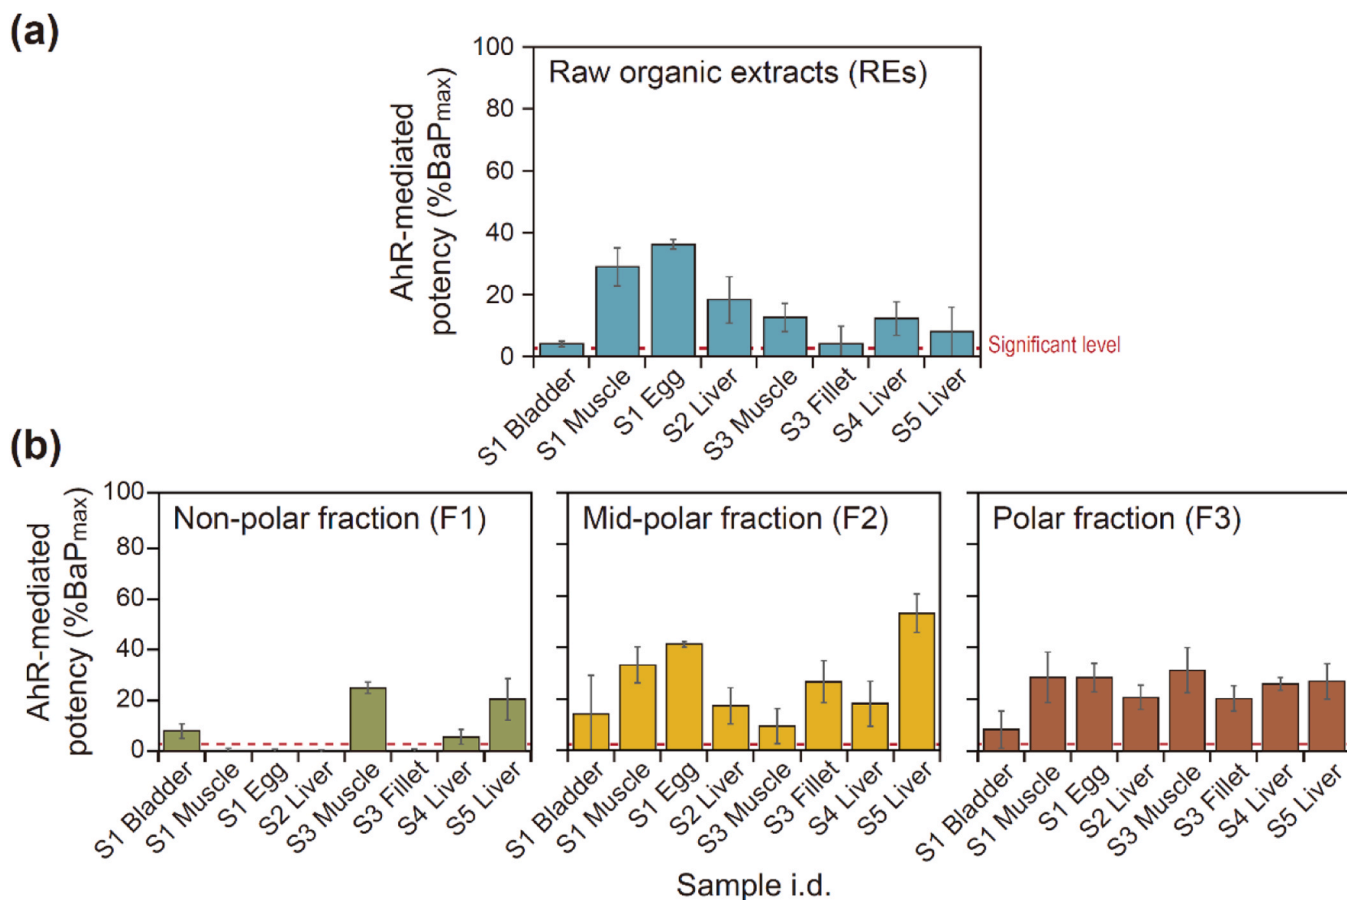 (a)
Raw organic extracts (REs)
AhR-mediated
potency (%BaPmax)
100
80
60
40
20
0
Significant level
S1 Bladder
S1 Muscle
S1 Egg
S2 Liver
S3 Muscle
S3 Fillet
S4 Liver
S5 Liver
(b)
AhR-mediated
potency (%BaPmax)
100
80
60
40
20
0
Non-polar fraction (F1)
S1 Bladder
S1 Muscle
S1 Egg
S2 Liver
S3 Muscle
S3 Fillet
S4 Liver
S5 Liver
Mid-polar fraction (F2)
S1 Bladder
S1 Muscle
S1 Egg
S2 Liver
S3 Muscle
S3 Fillet
S4 Liver
S5 Liver
Polar fraction (F3)
S1 Bladder
S1 Muscle
S1 Egg
S2 Liver
S3 Muscle
S3 Fillet
S4 Liver
S5 Liver
Sample i.d.